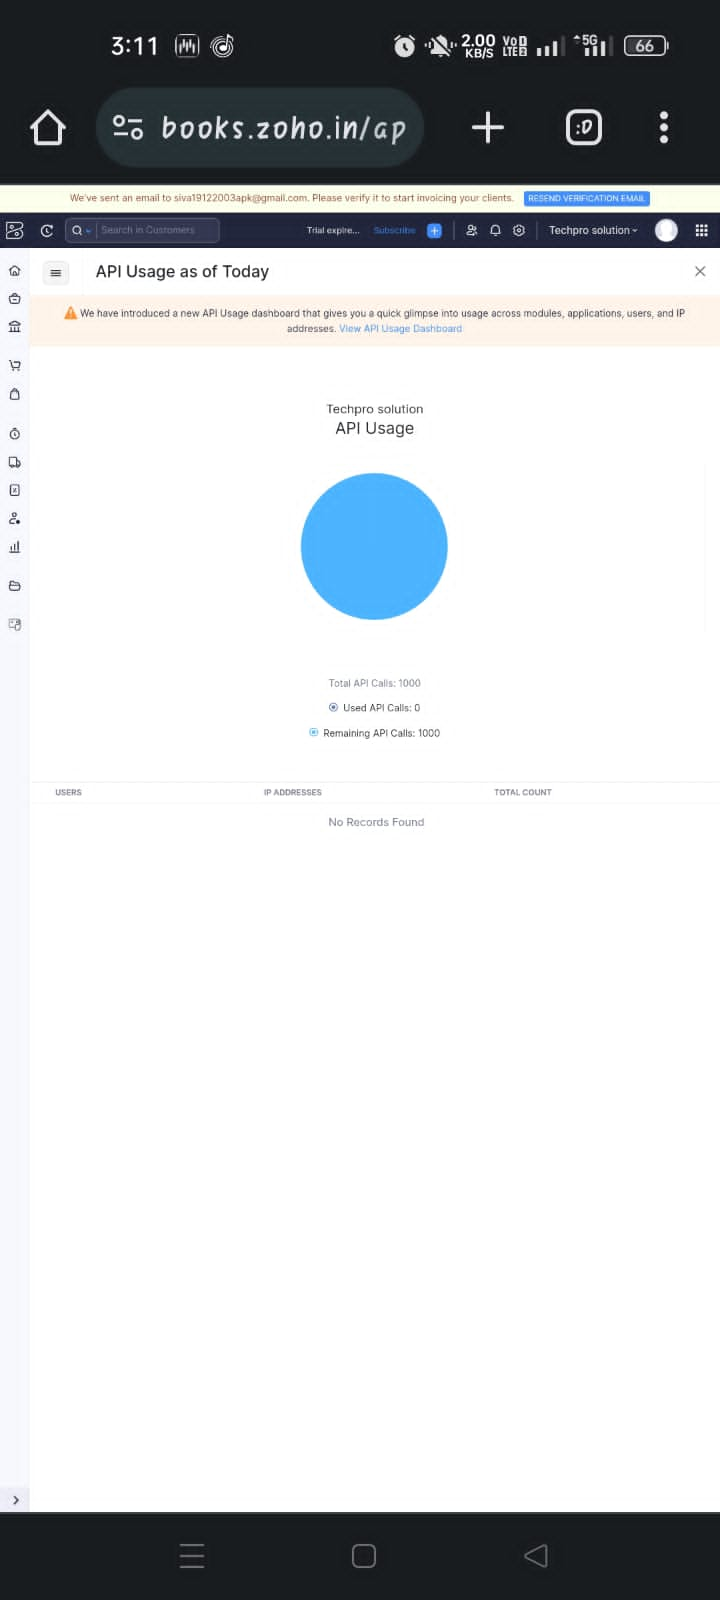 3:11
2.00 KB/S
5G
66
books.zoho.in/ap
:D
We've sent an email to siva19122003apk@gmail.com. Please verify it to start invoicing your clients. RESEND VERIFICATION EMAIL
Search in Customers
Trial expire... Subscribe
Techpro solution
API Usage as of Today
We have introduced a new API Usage dashboard that gives you a quick glimpse into usage across modules, applications, users, and IP
addresses. View API Usage Dashboard
Techpro solution
API Usage
Total API Calls: 1000
Used API Calls: 0
Remaining API Calls: 1000
USERS IP ADDRESSES TOTAL COUNT
No Records Found